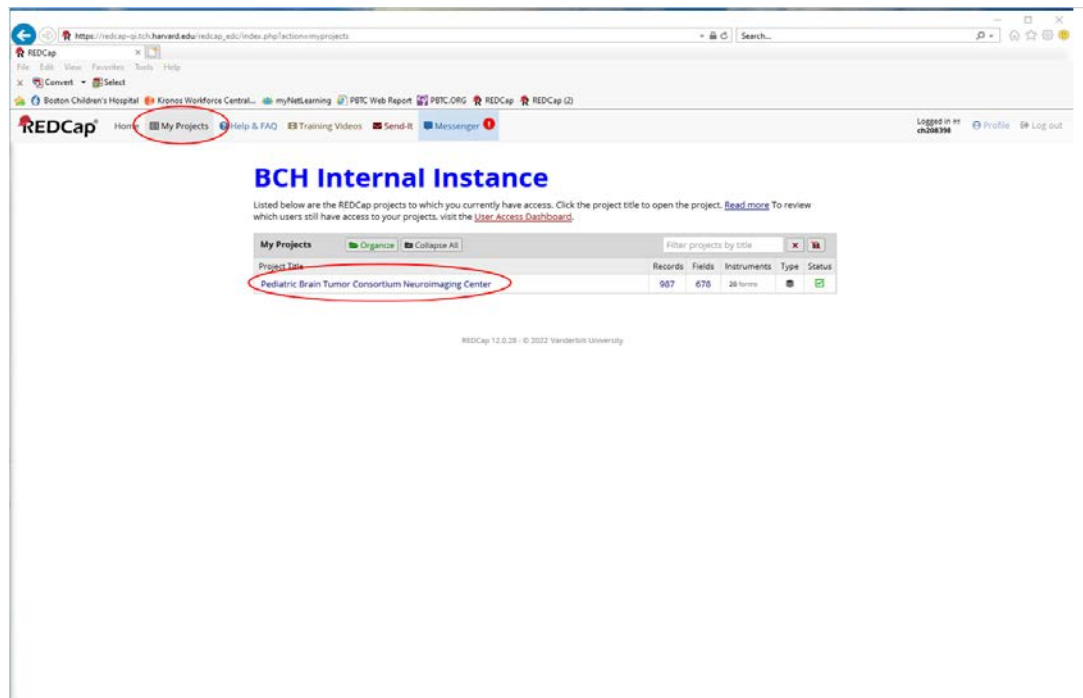 https://redcap-qi.tch.harvard.edu/redcap_edc/index.php?action=myprojects
Search...
REDCap
File Edit View Favorites Tools Help
Convert Select
Boston Children's Hospital Kronos Workforce Central... myNetLearning PBTC Web Report PBTC.ORG REDCap REDCap (2)
REDCap Home My Projects Help & FAQ Training Videos Send-It Messenger Logged in as Profile Log out
ch208398
BCH Internal Instance
Listed below are the REDCap projects to which you currently have access. Click the project title to open the project. Read more To review
which users still have access to your projects, visit the User Access Dashboard.
My Projects Organize Collapse All Filter projects by title
Project Title Records Fields Instruments Type Status
Pediatric Brain Tumor Consortium Neuroimaging Center 987 678 20 forms
REDCap 12.0.28 - © 2022 Vanderbilt University